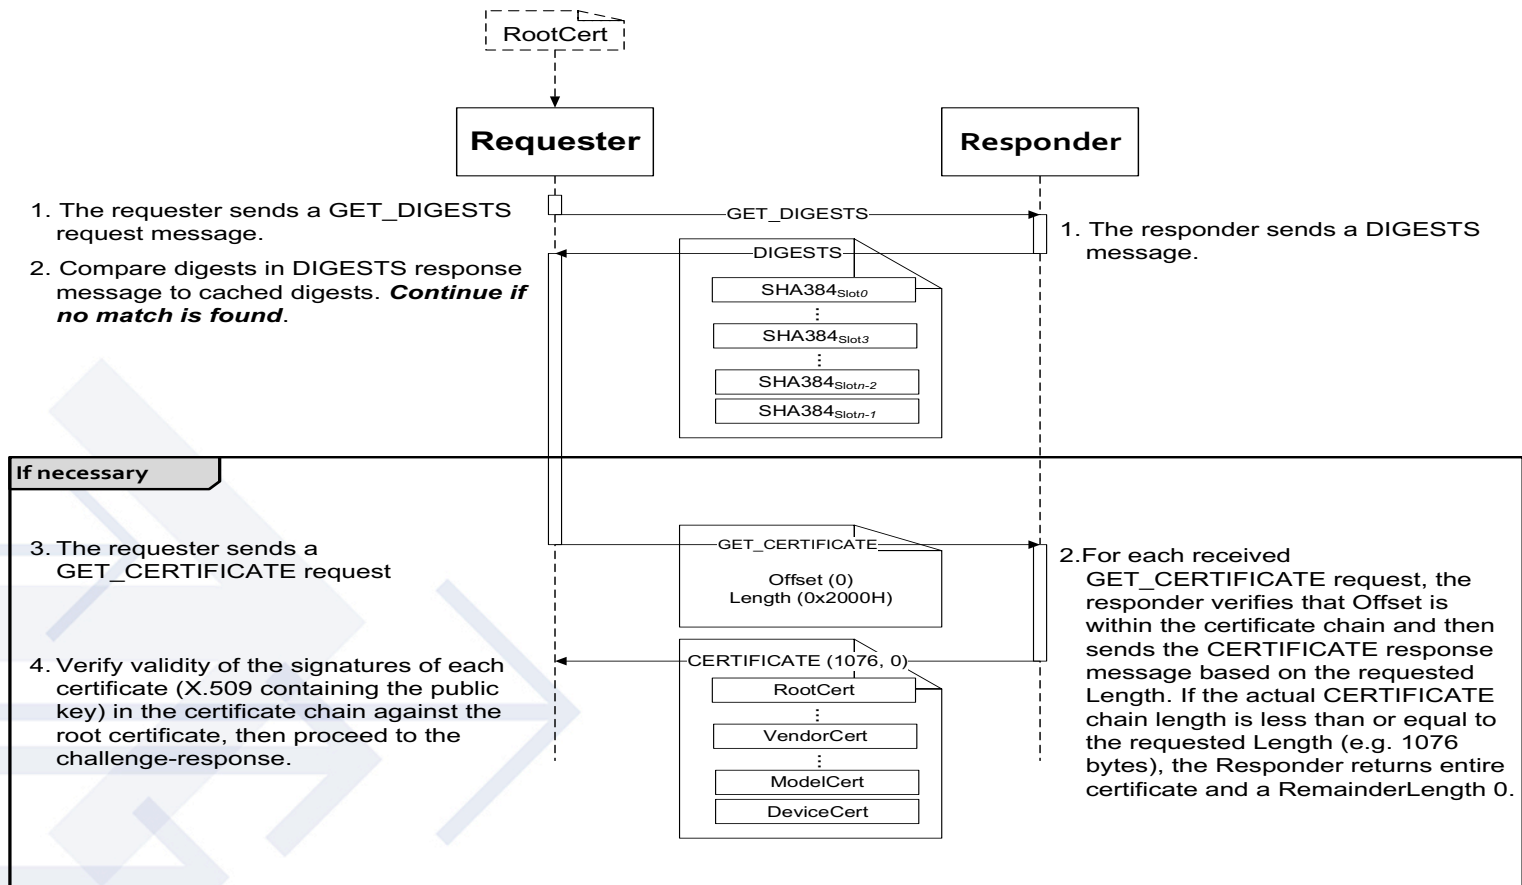 RootCert
Requester
Responder
1. The requester sends a GET_DIGESTS
request message.
2. Compare digests in DIGESTS response
message to cached digests. Continue if
no match is found.
GET_DIGESTS
DIGESTS
SHA384Slot0
SHA384Slot3
SHA384Slotn-2
SHA384Slotn-1
1. The responder sends a DIGESTS
message.
If necessary
3. The requester sends a
GET_CERTIFICATE request
4. Verify validity of the signatures of each
certificate (X.509 containing the public
key) in the certificate chain against the
root certificate, then proceed to the
challenge-response.
GET_CERTIFICATE
Offset (0)
Length (0x2000H)
CERTIFICATE (1076, 0)
RootCert
VendorCert
ModelCert
DeviceCert
2.For each received
GET_CERTIFICATE request, the
responder verifies that Offset is
within the certificate chain and then
sends the CERTIFICATE response
message based on the requested
Length. If the actual CERTIFICATE
chain length is less than or equal to
the requested Length (e.g. 1076
bytes), the Responder returns entire
certificate and a RemainderLength 0.